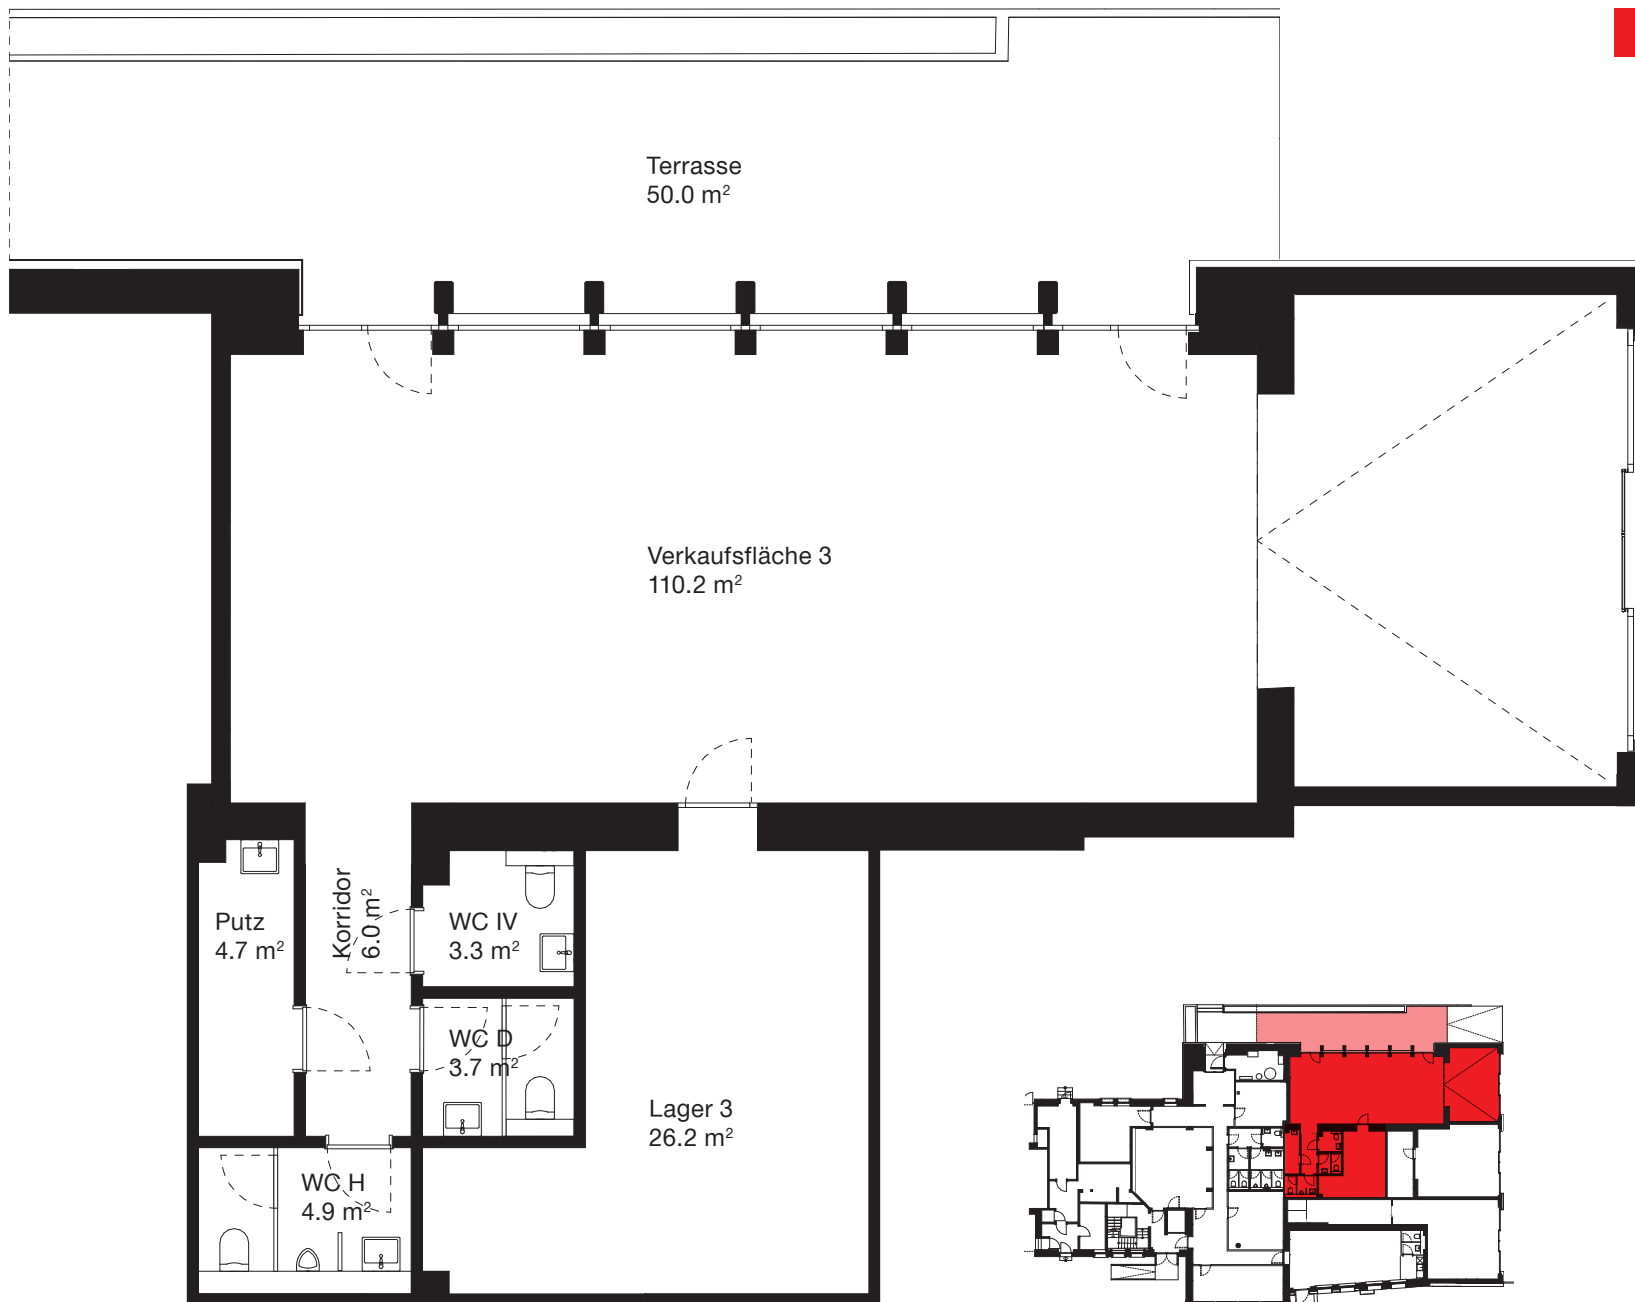 Terrasse
50.0 m²
Verkaufsfläche 3
110.2 m²
Korridor
6.0 m²
Putz
4.7 m²
WC IV
3.3 m²
WC D
3.7 m²
Lager 3
26.2 m²
WC H
4.9 m²